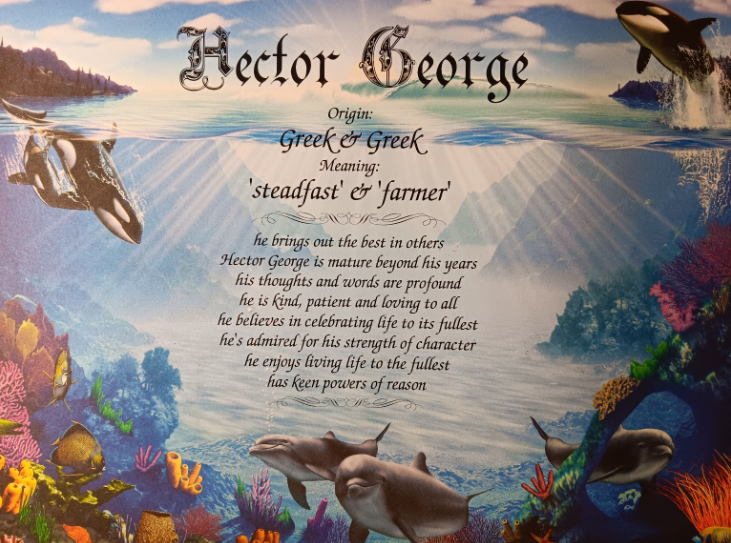 Hector George
Origin:
Greek & Greek
Meaning:
'steadfast' & 'farmer'
he brings out the best in others
Hector George is mature beyond his years
his thoughts and words are profound
he is kind, patient and loving to all
he believes in celebrating life to its fullest
he's admired for his strength of character
he enjoys living life to the fullest
has keen powers of reason